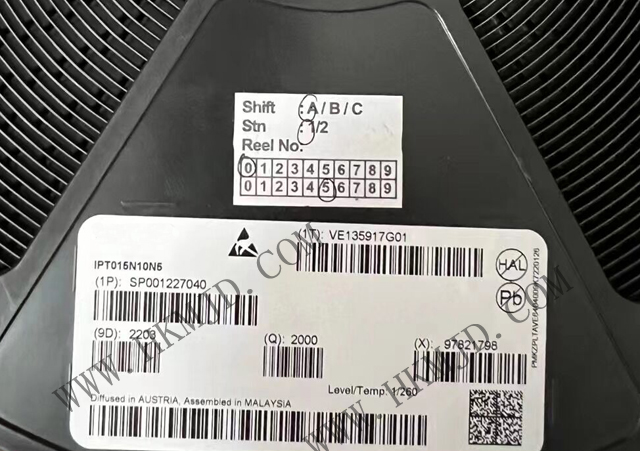 Shift : A / B / C
Stn : 1/2
Reel No:
0 1 2 3 4 5 6 7 8 9
0 1 2 3 4 5 6 7 8 9
(1T) VE135917G01
IPT015N10N5
(1P) SP001227040
HAL
Pb
(9D) 2203
(Q): 2000
(X): 97821798
Level/Temp. 1/260
Diffused in AUSTRIA, Assembled in MALAYSIA
WWW.HKMJD.COM
WWW.HKMJD.COM